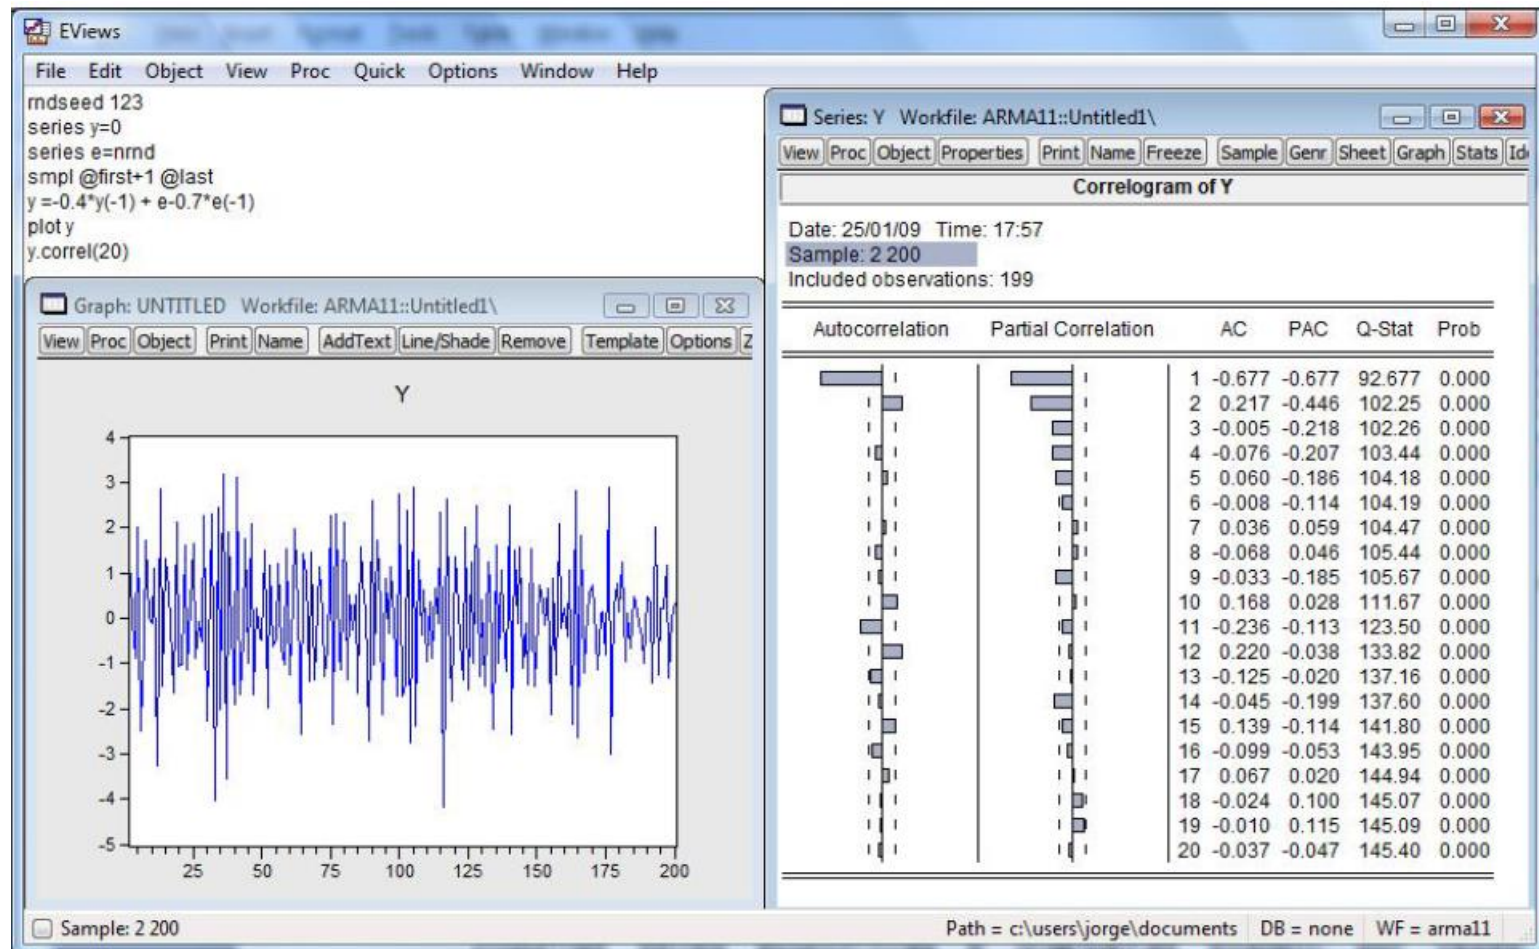 EViews
File Edit Object View Proc Quick Options Window Help
rndseed 123
series y=0
series e=nrnd
smpl @first+1 @last
y =-0.4*y(-1) + e-0.7*e(-1)
plot y
y.correl(20)
Graph: UNTITLED Workfile: ARMA11::Untitled1\
View Proc Object Print Name AddText Line/Shade Remove Template Options Z
Y
4
3
2
1
0
-1
-2
-3
-4
-5
25 50 75 100 125 150 175 200
Series: Y Workfile: ARMA11::Untitled1\
View Proc Object Properties Print Name Freeze Sample Genr Sheet Graph Stats Id
Correlogram of Y
Date: 25/01/09 Time: 17:57
Sample: 2 200
Included observations: 199
Autocorrelation Partial Correlation AC PAC Q-Stat Prob
1 -0.677 -0.677 92.677 0.000
2 0.217 -0.446 102.25 0.000
3 -0.005 -0.218 102.26 0.000
4 -0.076 -0.207 103.44 0.000
5 0.060 -0.186 104.18 0.000
6 -0.008 -0.114 104.19 0.000
7 0.036 0.059 104.47 0.000
8 -0.068 0.046 105.44 0.000
9 -0.033 -0.185 105.67 0.000
10 0.168 0.028 111.67 0.000
11 -0.236 -0.113 123.50 0.000
12 0.220 -0.038 133.82 0.000
13 -0.125 -0.020 137.16 0.000
14 -0.045 -0.199 137.60 0.000
15 0.139 -0.114 141.80 0.000
16 -0.099 -0.053 143.95 0.000
17 0.067 0.020 144.94 0.000
18 -0.024 0.100 145.07 0.000
19 -0.010 0.115 145.09 0.000
20 -0.037 -0.047 145.40 0.000
Sample: 2 200 Path = c:\users\jorge\documents DB = none WF = arma11